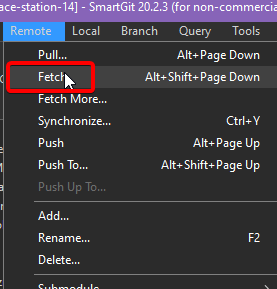 ace-station-14] - SmartGit 20.2.3 (for non-commercia
Remote Local Branch Query Tools
Pull... Alt+Page Down
Fetch Alt+Shift+Page Down
Fetch More...
Synchronize... Ctrl+Y
Push Alt+Page Up
Push To... Alt+Shift+Page Up
Push Up To...
Add...
Rename... F2
Delete...
Submodule